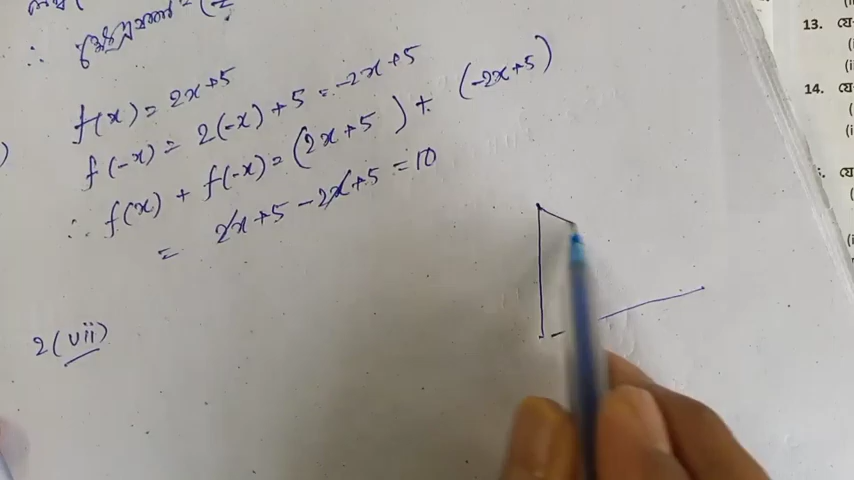 f(x) = 2x+5
f(-x) = 2(-x) + 5 = -2x+5
∴ f(x) + f(-x) = (2x+5) + (-2x+5)
= 2x+5-2x+5 = 10
2(vii)
13.
14.